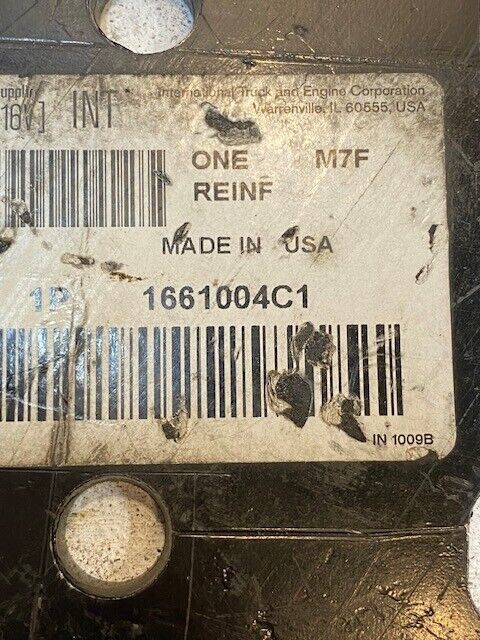 Supplier
16V] INT
International Truck and Engine Corporation
Warrenville, IL 60555, USA
ONE M7F
REINF
MADE IN USA
1P 1661004C1
IN 1009B